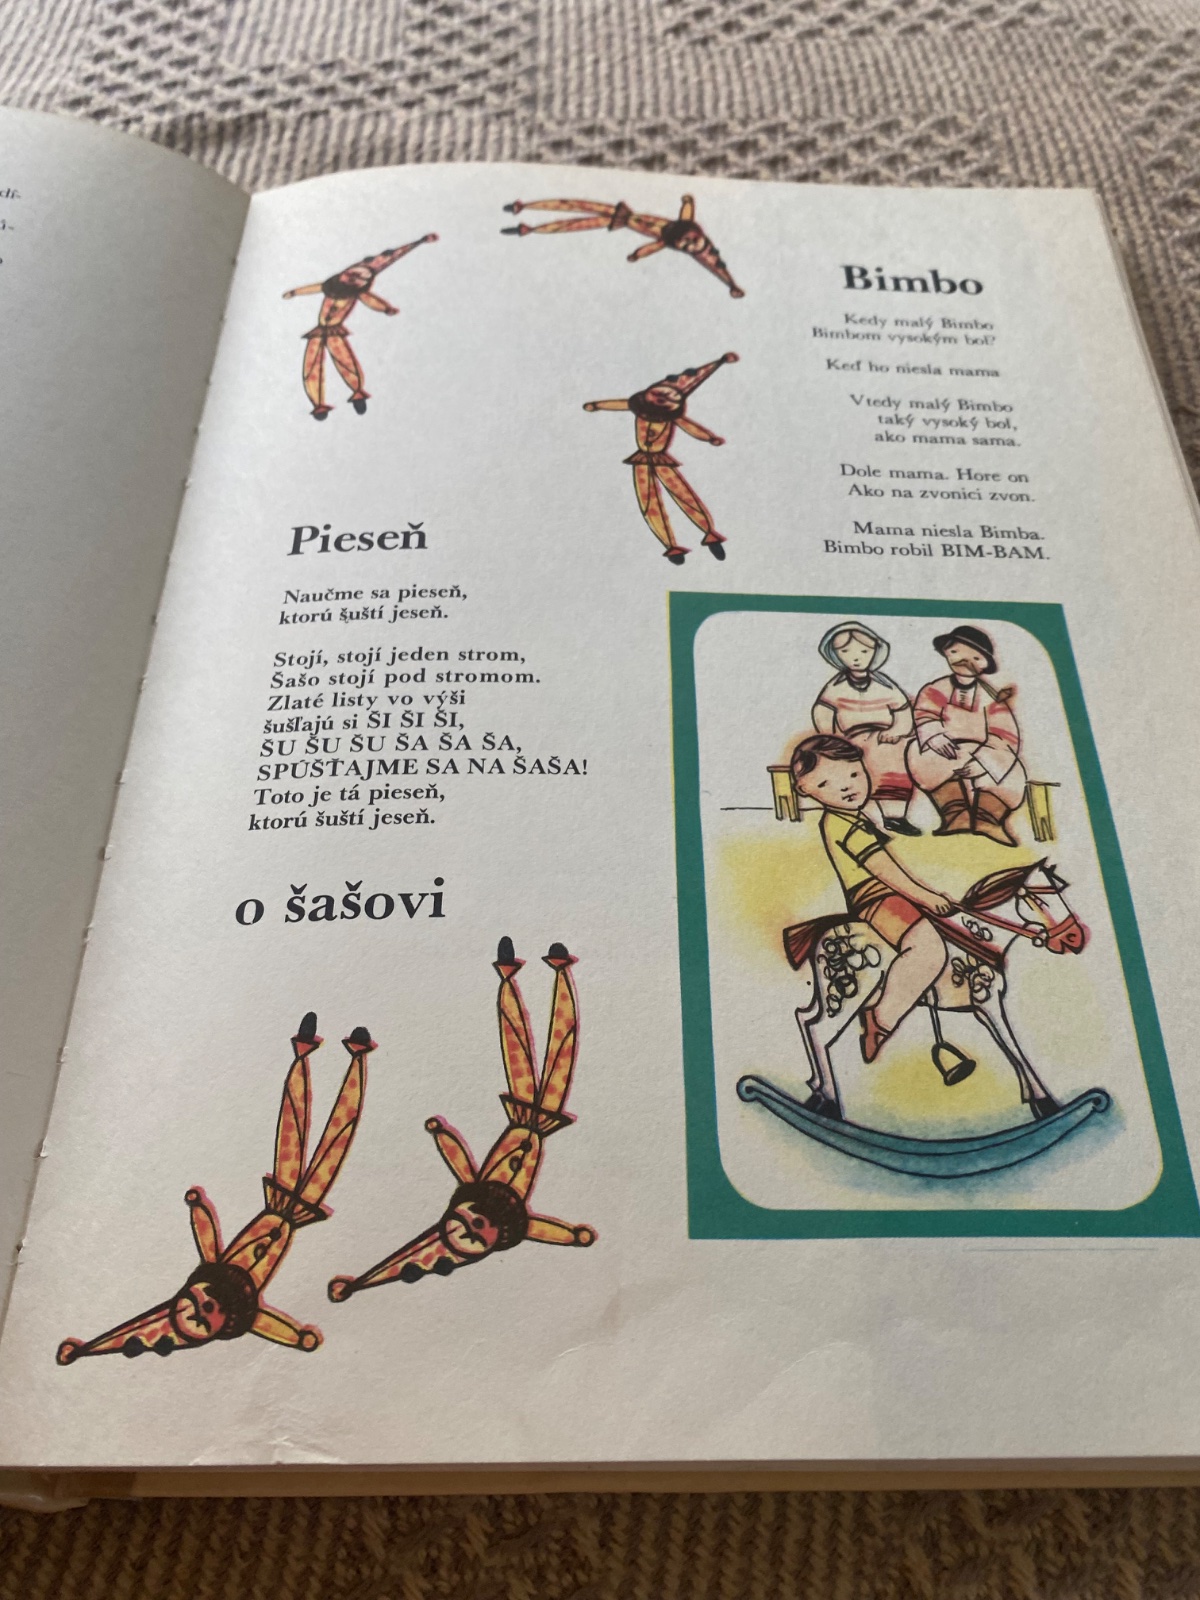 Bimbo
Kedy malý Bimbo
Bimbom vysokým bol?
Keď ho niesla mama
Vtedy malý Bimbo
taký vysoký bol,
ako mama sama.
Dole mama. Hore on
Ako na zvonici zvon.
Mama niesla Bimba.
Bimbo robil BIM-BAM.
Pieseň
Naučme sa pieseň,
ktorú šuští jeseň.
Stojí, stojí jeden strom,
Šašo stojí pod stromom.
Zlaté listy vo výši
šušľajú si ŠI ŠI ŠI,
ŠU ŠU ŠU ŠA ŠA ŠA,
SPÚŠŤAJME SA NA ŠAŠA!
Toto je tá pieseň,
ktorú šuští jeseň.
o šašovi